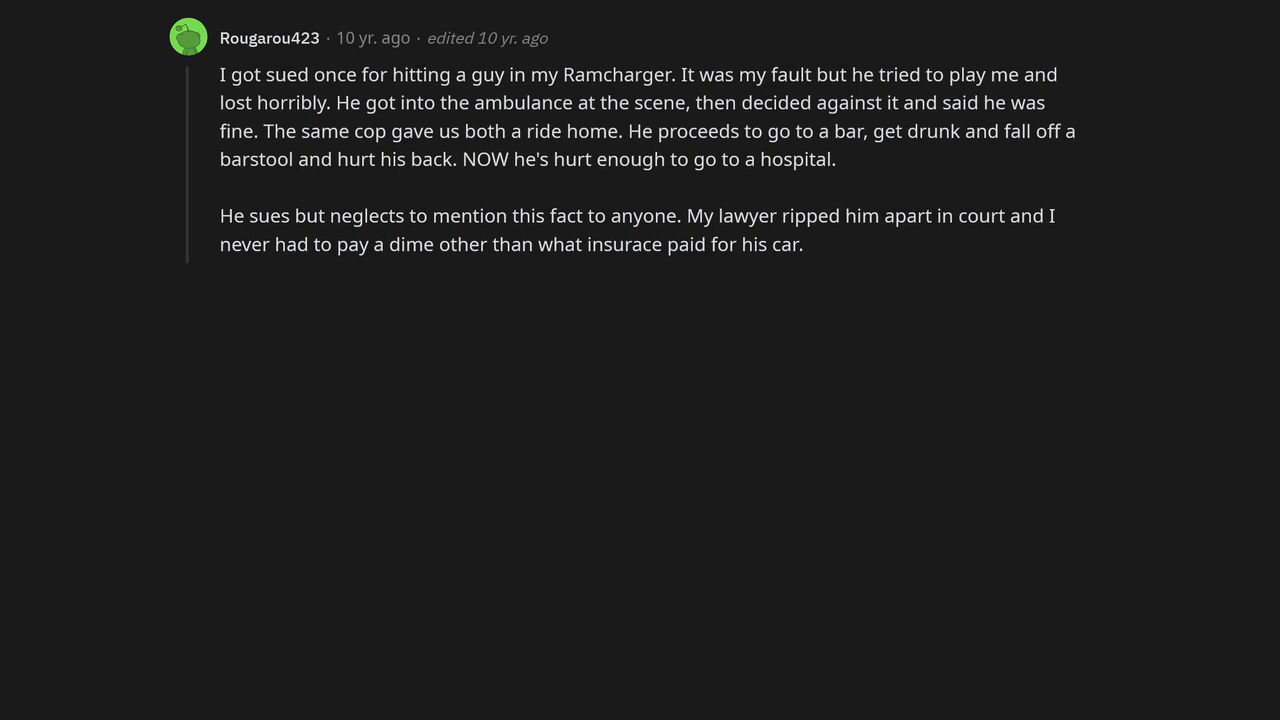 Rougarou423 · 10 yr. ago · edited 10 yr. ago
I got sued once for hitting a guy in my Ramcharger. It was my fault but he tried to play me and
lost horribly. He got into the ambulance at the scene, then decided against it and said he was
fine. The same cop gave us both a ride home. He proceeds to go to a bar, get drunk and fall off a
barstool and hurt his back. NOW he's hurt enough to go to a hospital.
He sues but neglects to mention this fact to anyone. My lawyer ripped him apart in court and I
never had to pay a dime other than what insurace paid for his car.